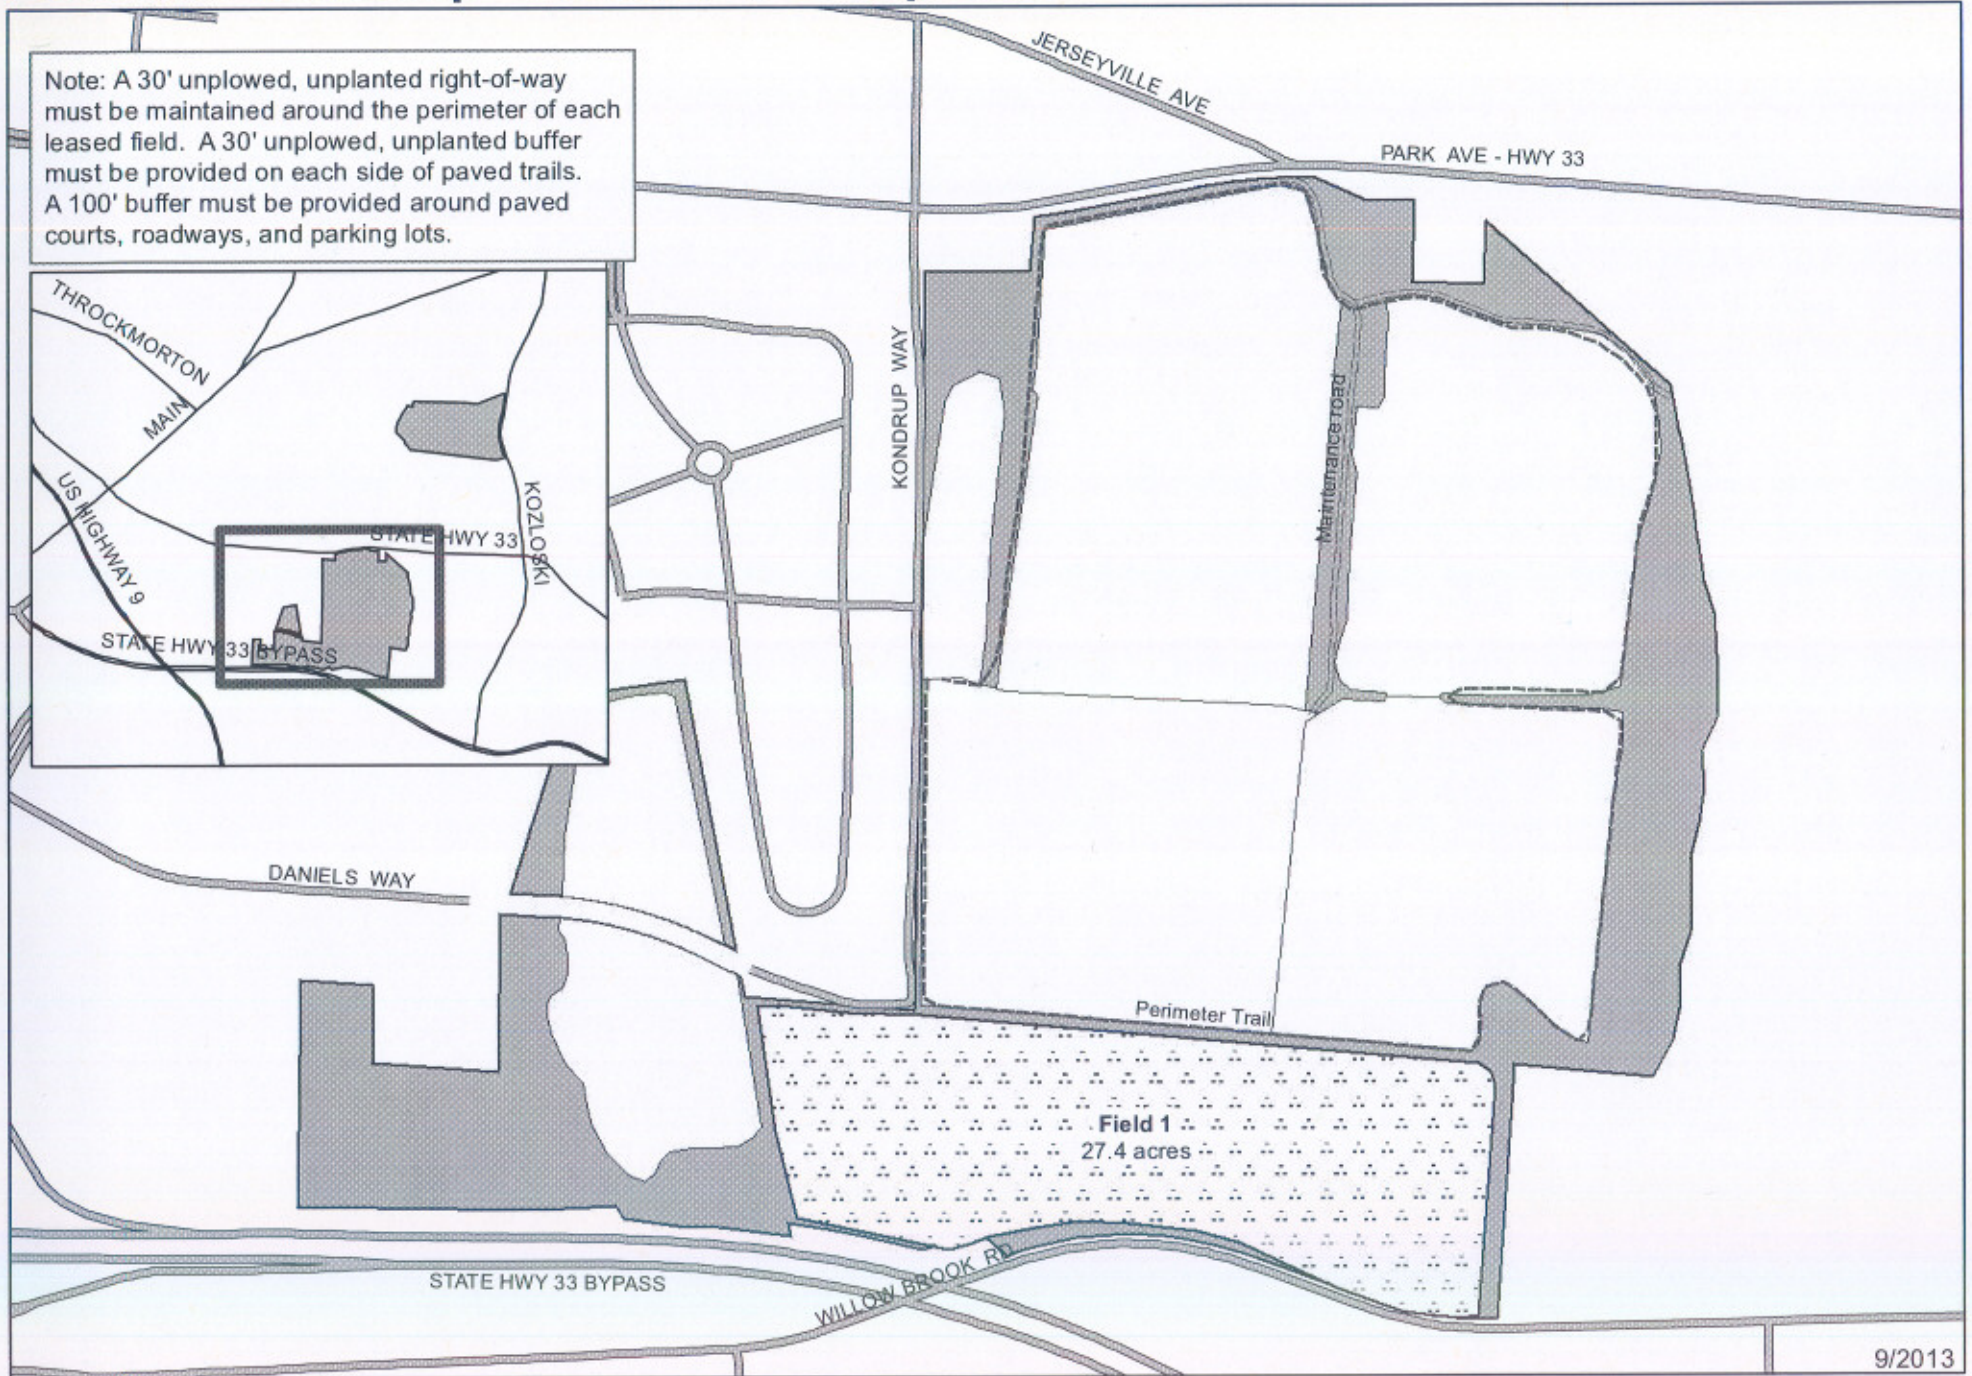 Note: A 30' unplowed, unplanted right-of-way
must be maintained around the perimeter of each
leased field. A 30' unplowed, unplanted buffer
must be provided on each side of paved trails.
A 100' buffer must be provided around paved
courts, roadways, and parking lots.
JERSEYVILLE AVE
PARK AVE - HWY 33
THROCKMORTON
MAIN
US HIGHWAY 9
STATE HWY 33
KOZLOSKI
STATE HWY 33 BYPASS
KONDRUP WAY
Maintenance road
DANIELS WAY
Perimeter Trail
Field 1
27.4 acres
STATE HWY 33 BYPASS
WILLOW BROOK RD
9/2013